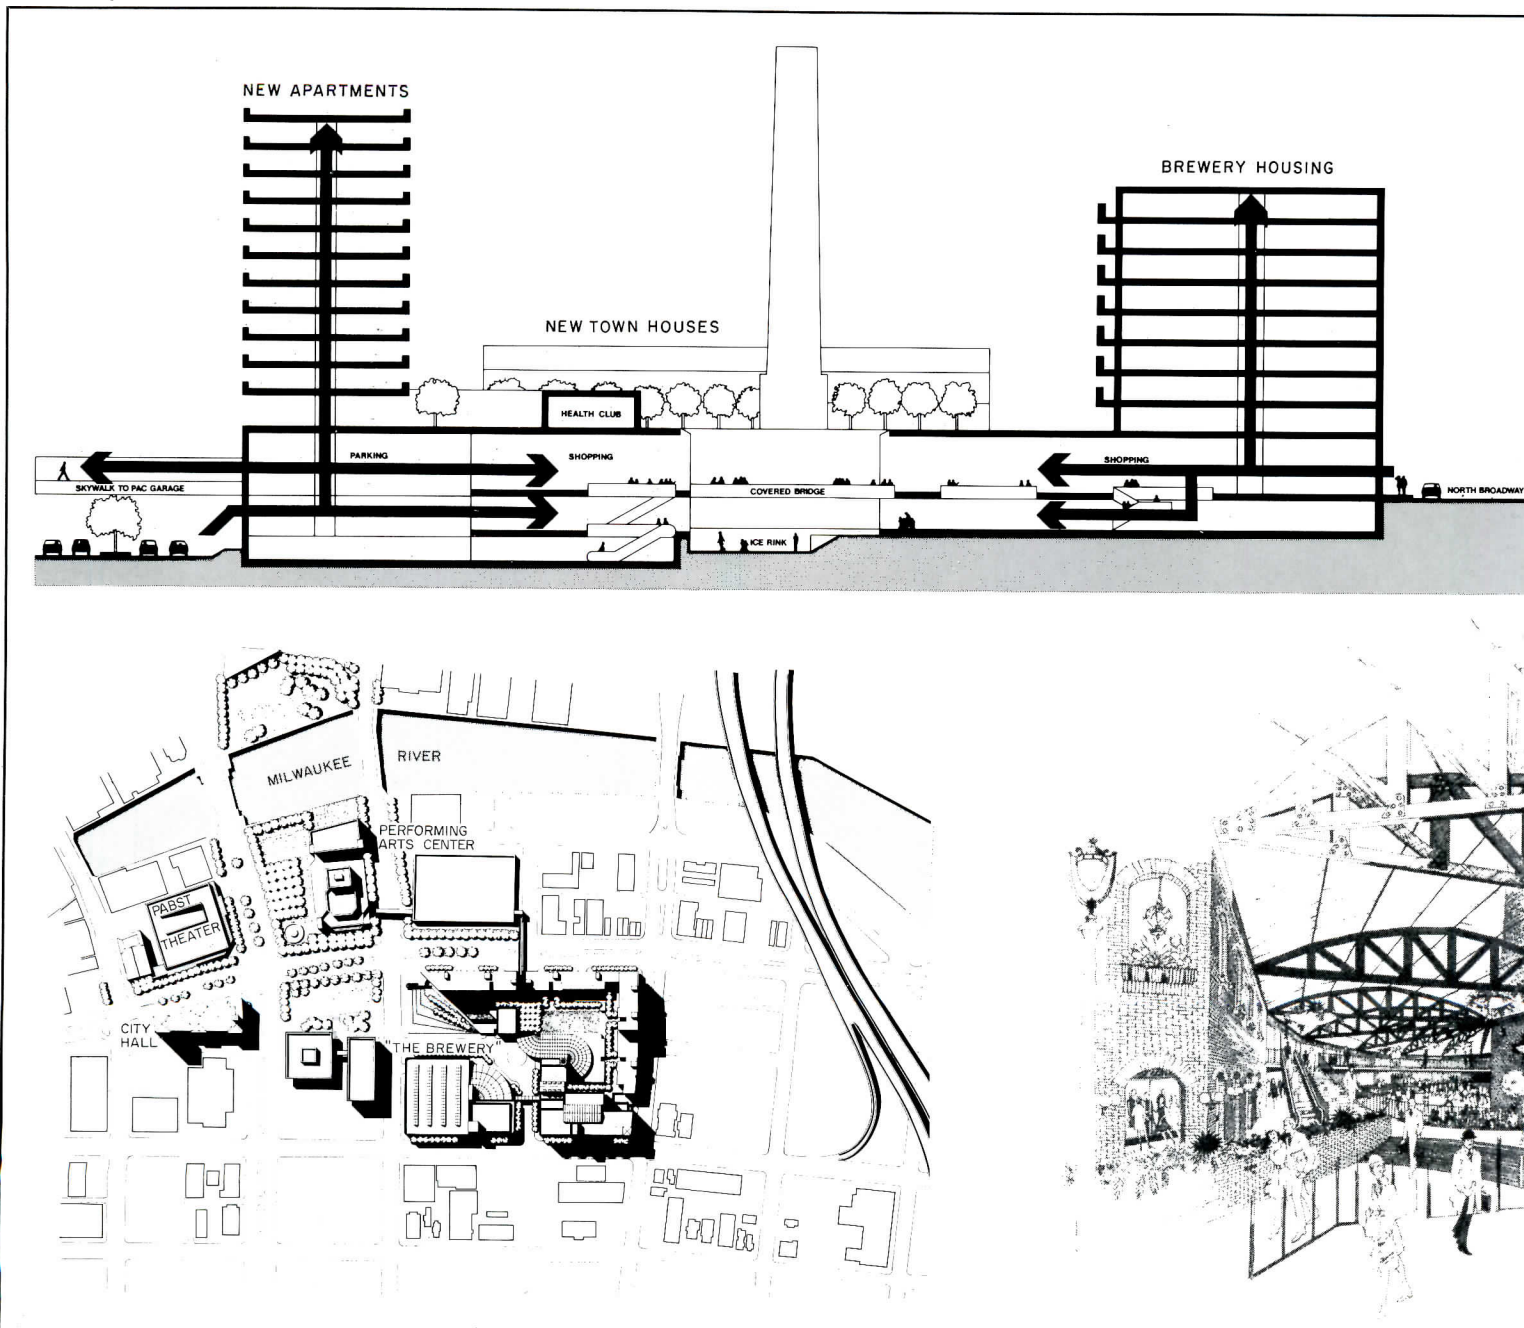 NEW APARTMENTS
BREWERY HOUSING
NEW TOWN HOUSES
HEALTH CLUB
PARKING
SHOPPING
SHOPPING
SKYWALK TO PAC GARAGE
COVERED BRIDGE
NORTH BROADWAY
ICE RINK
MILWAUKEE
RIVER
PERFORMING
ARTS CENTER
PABST
THEATER
CITY
HALL
"THE BREWERY"